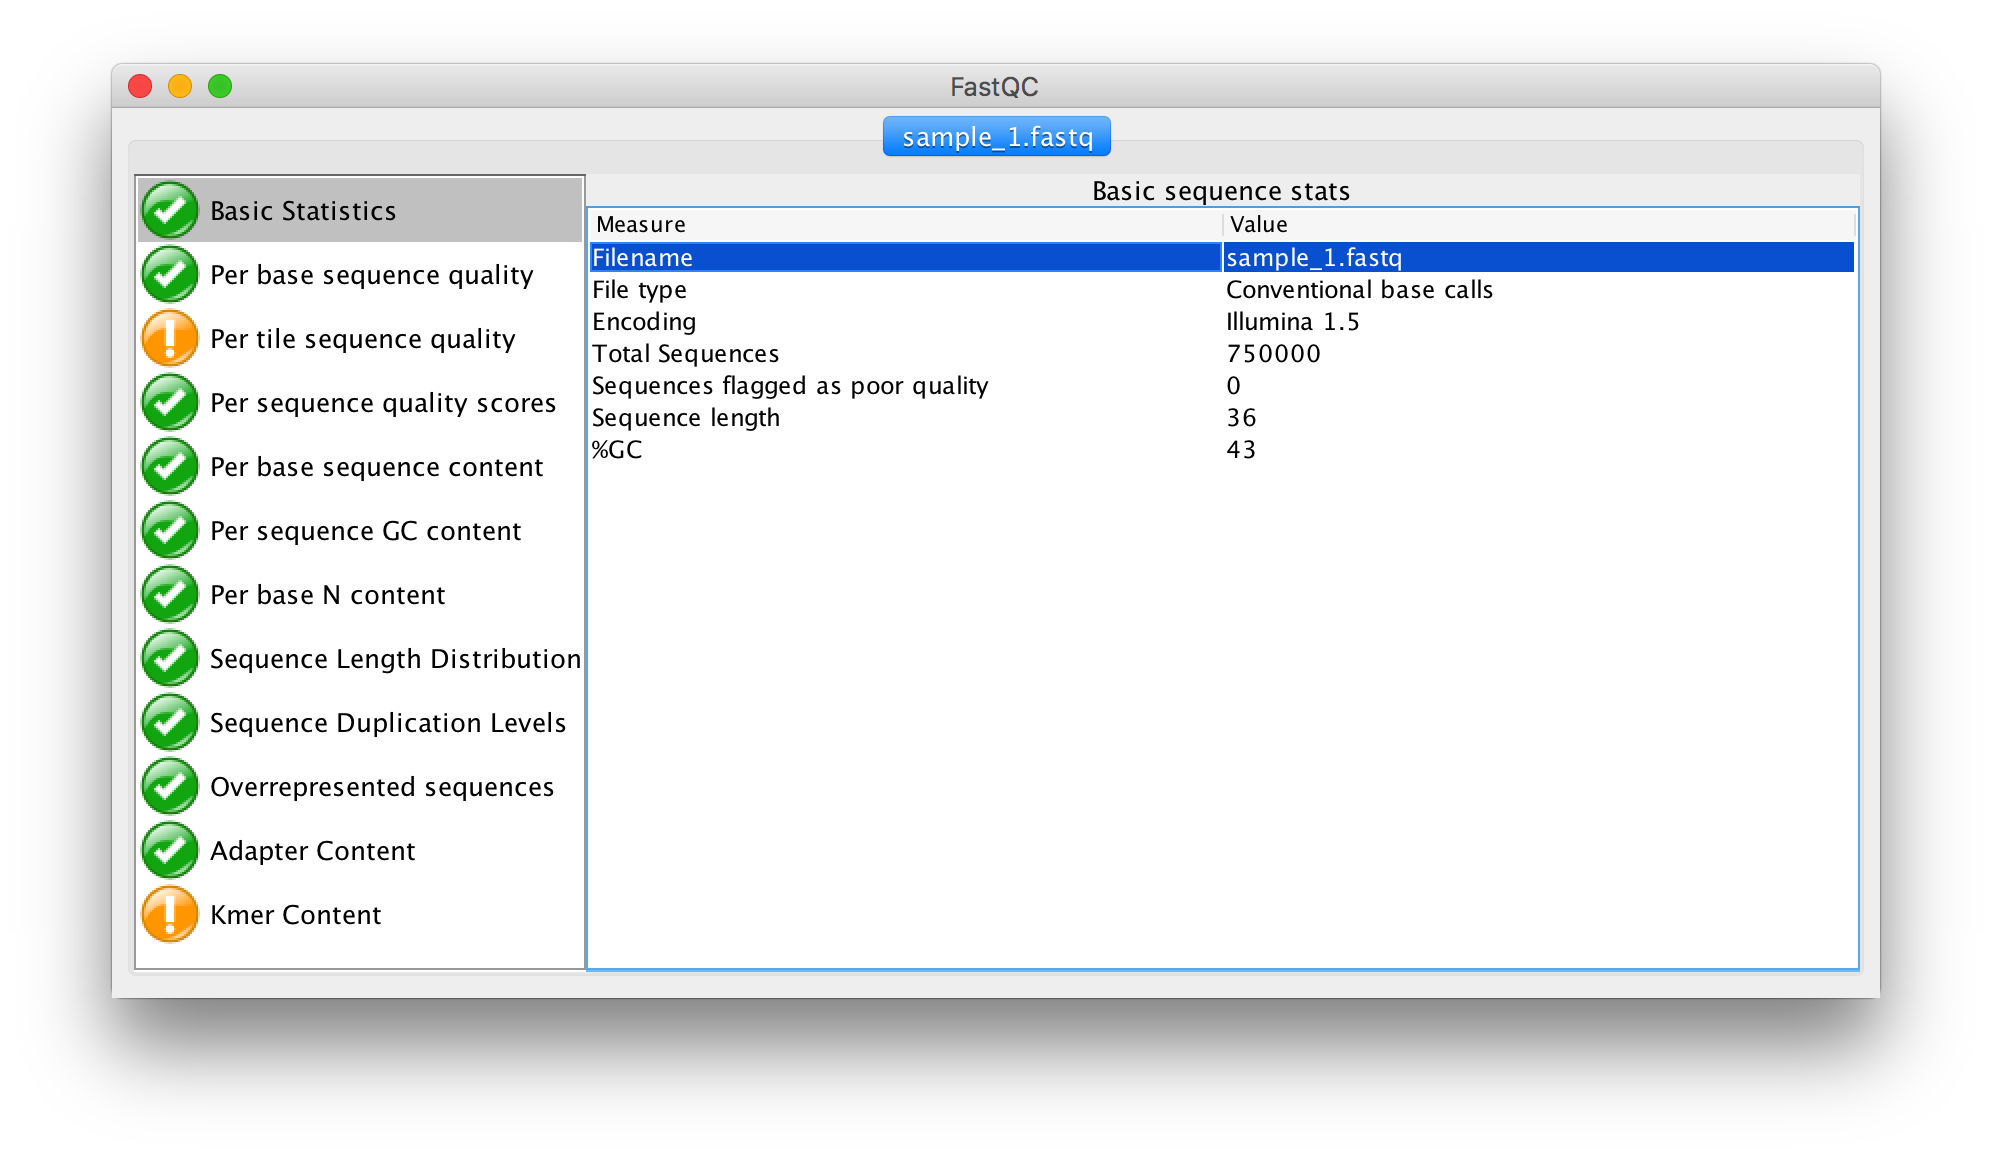 FastQC
sample_1.fastq
Basic Statistics
Per base sequence quality
Per tile sequence quality
Per sequence quality scores
Per base sequence content
Per sequence GC content
Per base N content
Sequence Length Distribution
Sequence Duplication Levels
Overrepresented sequences
Adapter Content
Kmer Content
Basic sequence stats
Measure Value
Filename sample_1.fastq
File type Conventional base calls
Encoding Illumina 1.5
Total Sequences 750000
Sequences flagged as poor quality 0
Sequence length 36
%GC 43